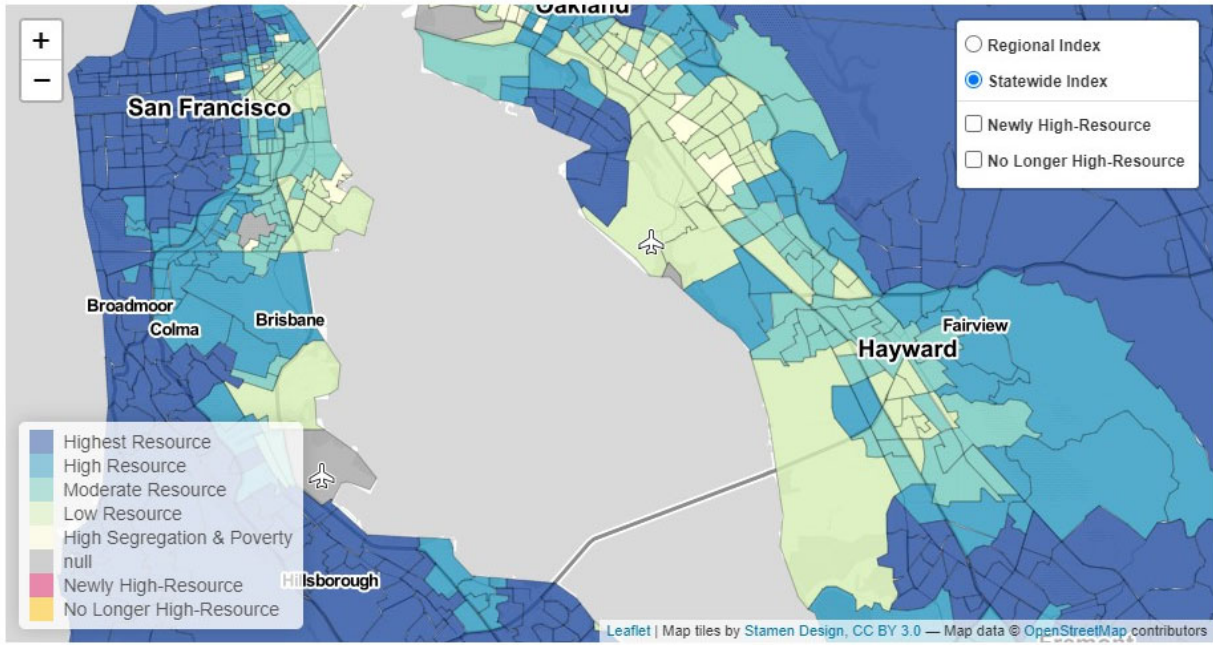 Oakland
+
−
Regional Index
Statewide Index
Newly High-Resource
No Longer High-Resource
San Francisco
Broadmoor
Colma
Brisbane
Fairview
Hayward
Highest Resource
High Resource
Moderate Resource
Low Resource
High Segregation & Poverty
null
Newly High-Resource
No Longer High-Resource
Hillsborough
Leaflet | Map tiles by Stamen Design, CC BY 3.0 — Map data © OpenStreetMap contributors
Fremont